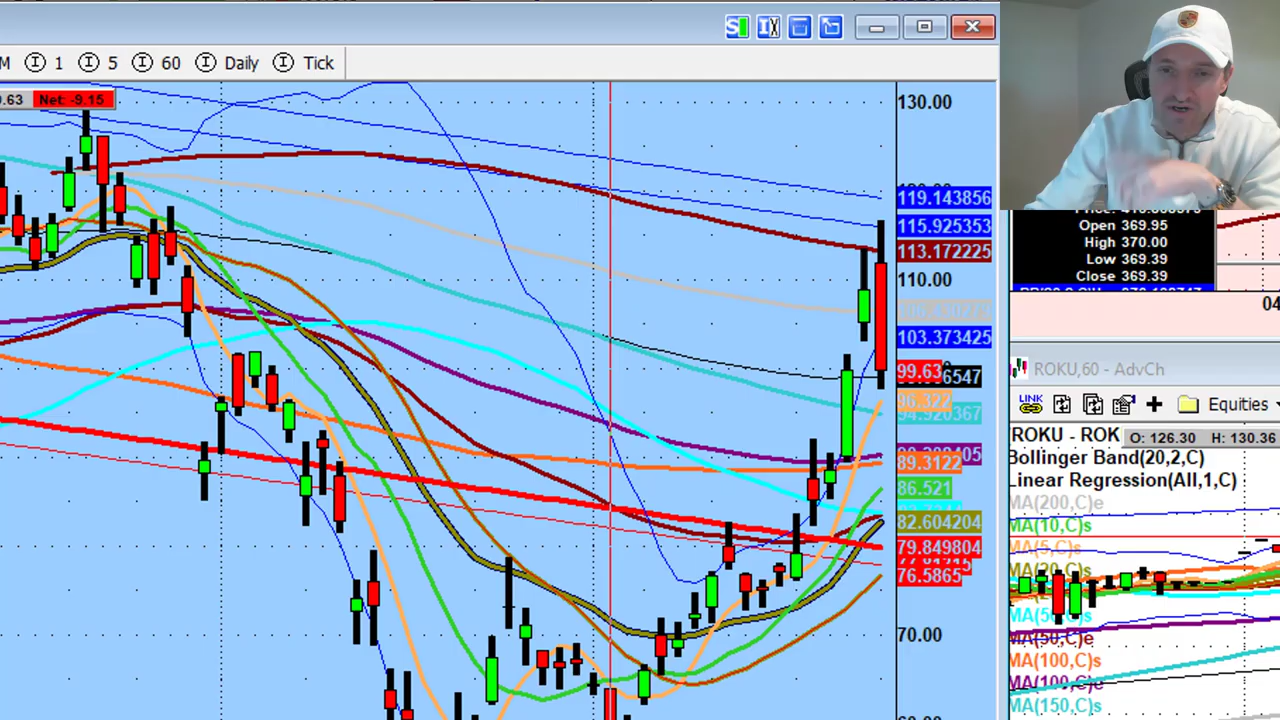 M 1 5 60 Daily Tick
Net: -9.15
130.00
119.143856
115.925353
113.172225
110.00
103.373425
99.63
6547
96.322
94.920367
89.3122
86.521
82.604204
79.849804
76.5865
70.00
Open 369.95
High 370.00
Low 369.39
Close 369.39
04
ROKU,60 - AdvCh
LINK
Equities
ROKU - ROK O: 126.30 H: 130.36
Bollinger Band(20,2,C)
Linear Regression(All,1,C)
MA(200,C)e
MA(10,C)s
MA(5,C)s
MA(20,C)s
MA(50,C)s
MA(50,C)e
MA(100,C)s
MA(100,C)e
MA(150,C)s